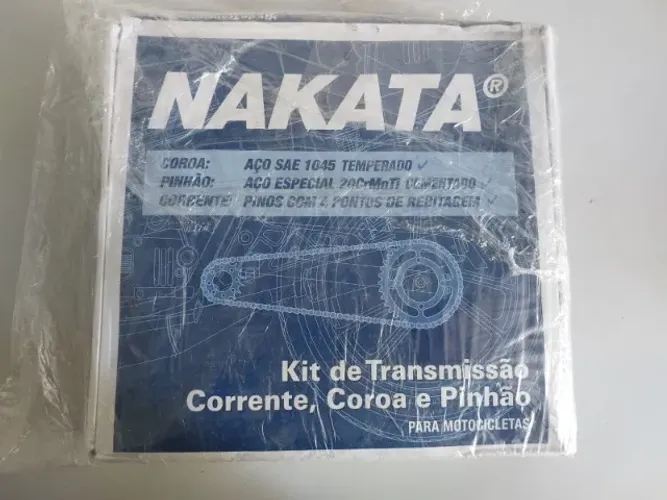 NAKATA®
COROA: AÇO SAE 1045 TEMPERADO ✓
PINHÃO: AÇO ESPECIAL 20CrMnTi CEMENTADO ✓
CORRENTE: PINOS COM 4 PONTOS DE REBITAGEM ✓
Kit de Transmissão
Corrente, Coroa e Pinhão
PARA MOTOCICLETAS